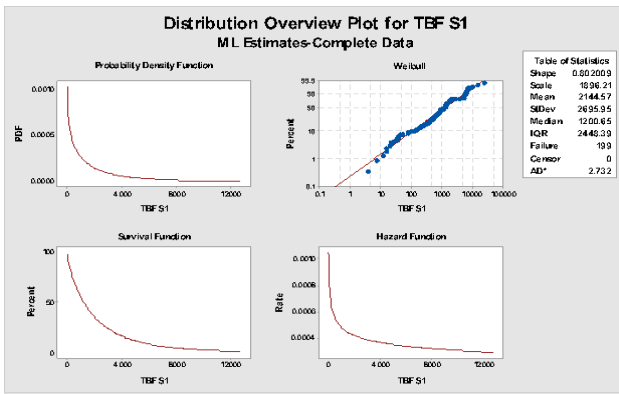 Distribution Overview Plot for TBF S1
ML Estimates-Complete Data
Probability Density Function
0.0010
0.0005
0.0000
PDF
0 4000 8000 12000
TBF S1
Weibull
99.9
98
50
10
1
0.1
Percent
0.1 1 10 100 1000 10000 100000
TBF S1
Table of Statistics
Shape 0.802009
Scale 1896.21
Mean 2144.57
StDev 2695.95
Median 1200.65
IQR 2448.39
Failure 199
Censor 0
AD* 2.732
Survival Function
100
50
0
Percent
0 4000 8000 12000
TBF S1
Hazard Function
0.0010
0.0008
0.0004
Rate
0 4000 8000 12000
TBF S1